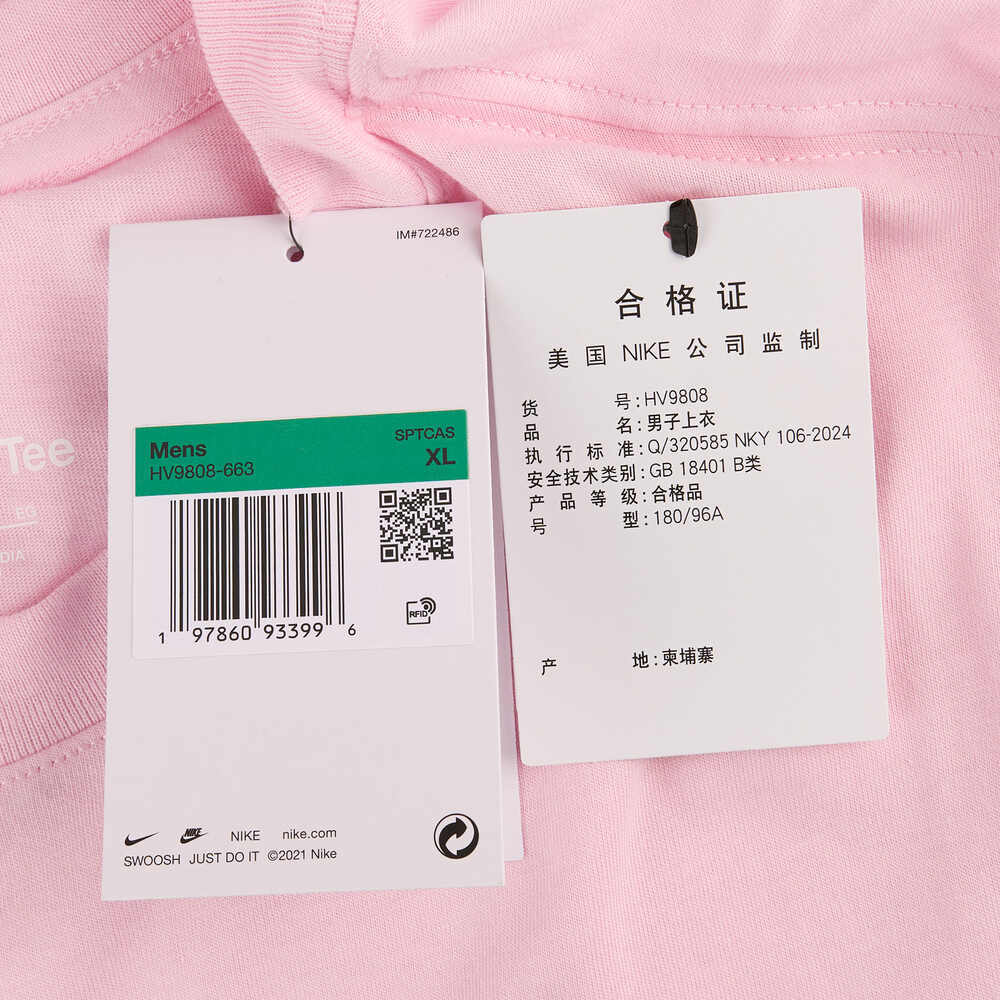 Tee
EG
DIA
IM#722486
Mens
SPTCAS
HV9808-663
XL
RFID
1 97860 93399 6
NIKE
NIKE
nike.com
SWOOSH JUST DO IT ©2021 Nike
合格证
美国 NIKE 公司监制
货号:HV9808
品名:男子上衣
执行标准:Q/320585 NKY 106-2024
安全技术类别:GB 18401 B类
产品等级:合格品
号型:180/96A
产地:柬埔寨